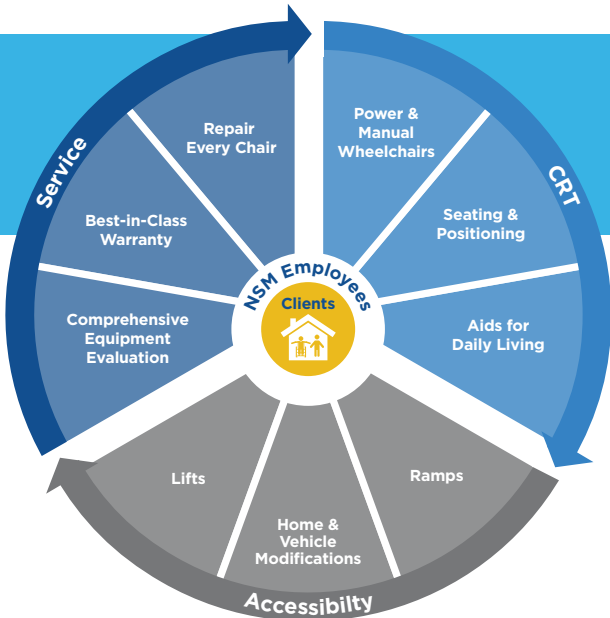 Service
Repair
Every Chair
Best-in-Class
Warranty
Comprehensive
Equipment
Evaluation
CRT
Power &
Manual
Wheelchairs
Seating &
Positioning
Aids for
Daily Living
NSM Employees
Clients
Lifts
Home &
Vehicle
Modifications
Ramps
Accessibilty